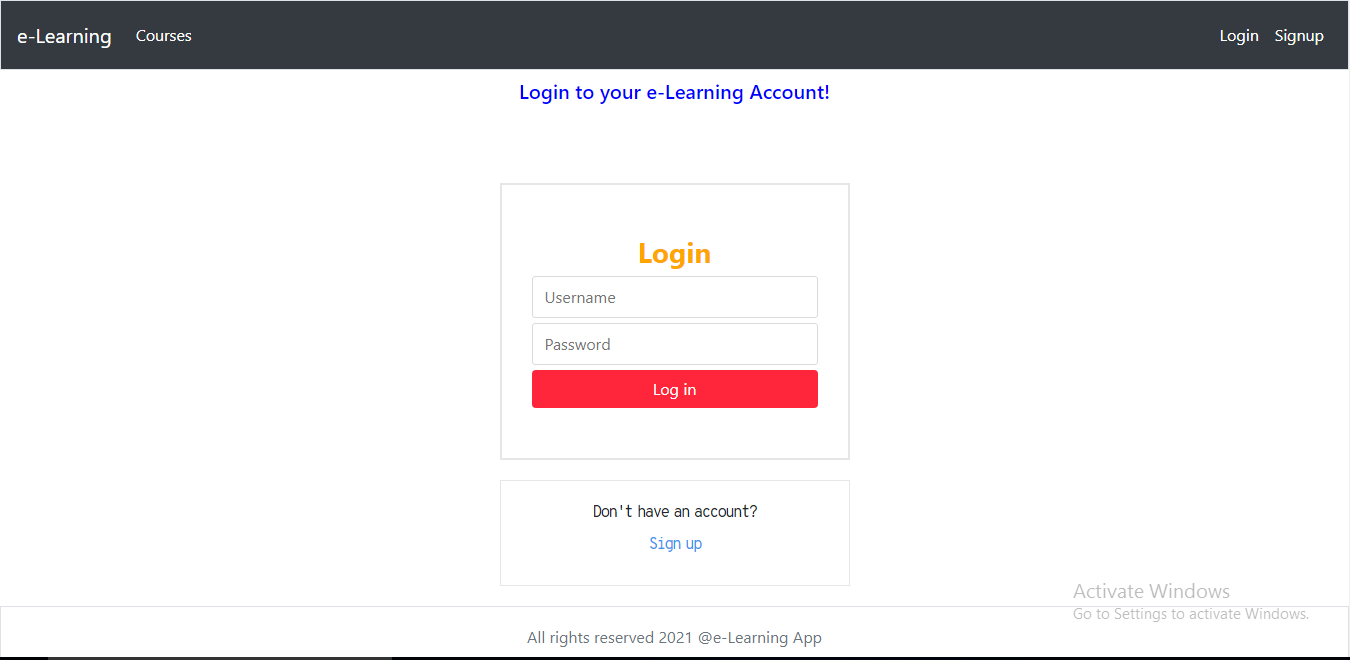 e-Learning Courses Login Signup
Login to your e-Learning Account!
Login
Username
Password
Log in
Don't have an account?
Sign up
Activate Windows
Go to Settings to activate Windows.
All rights reserved 2021 @e-Learning App